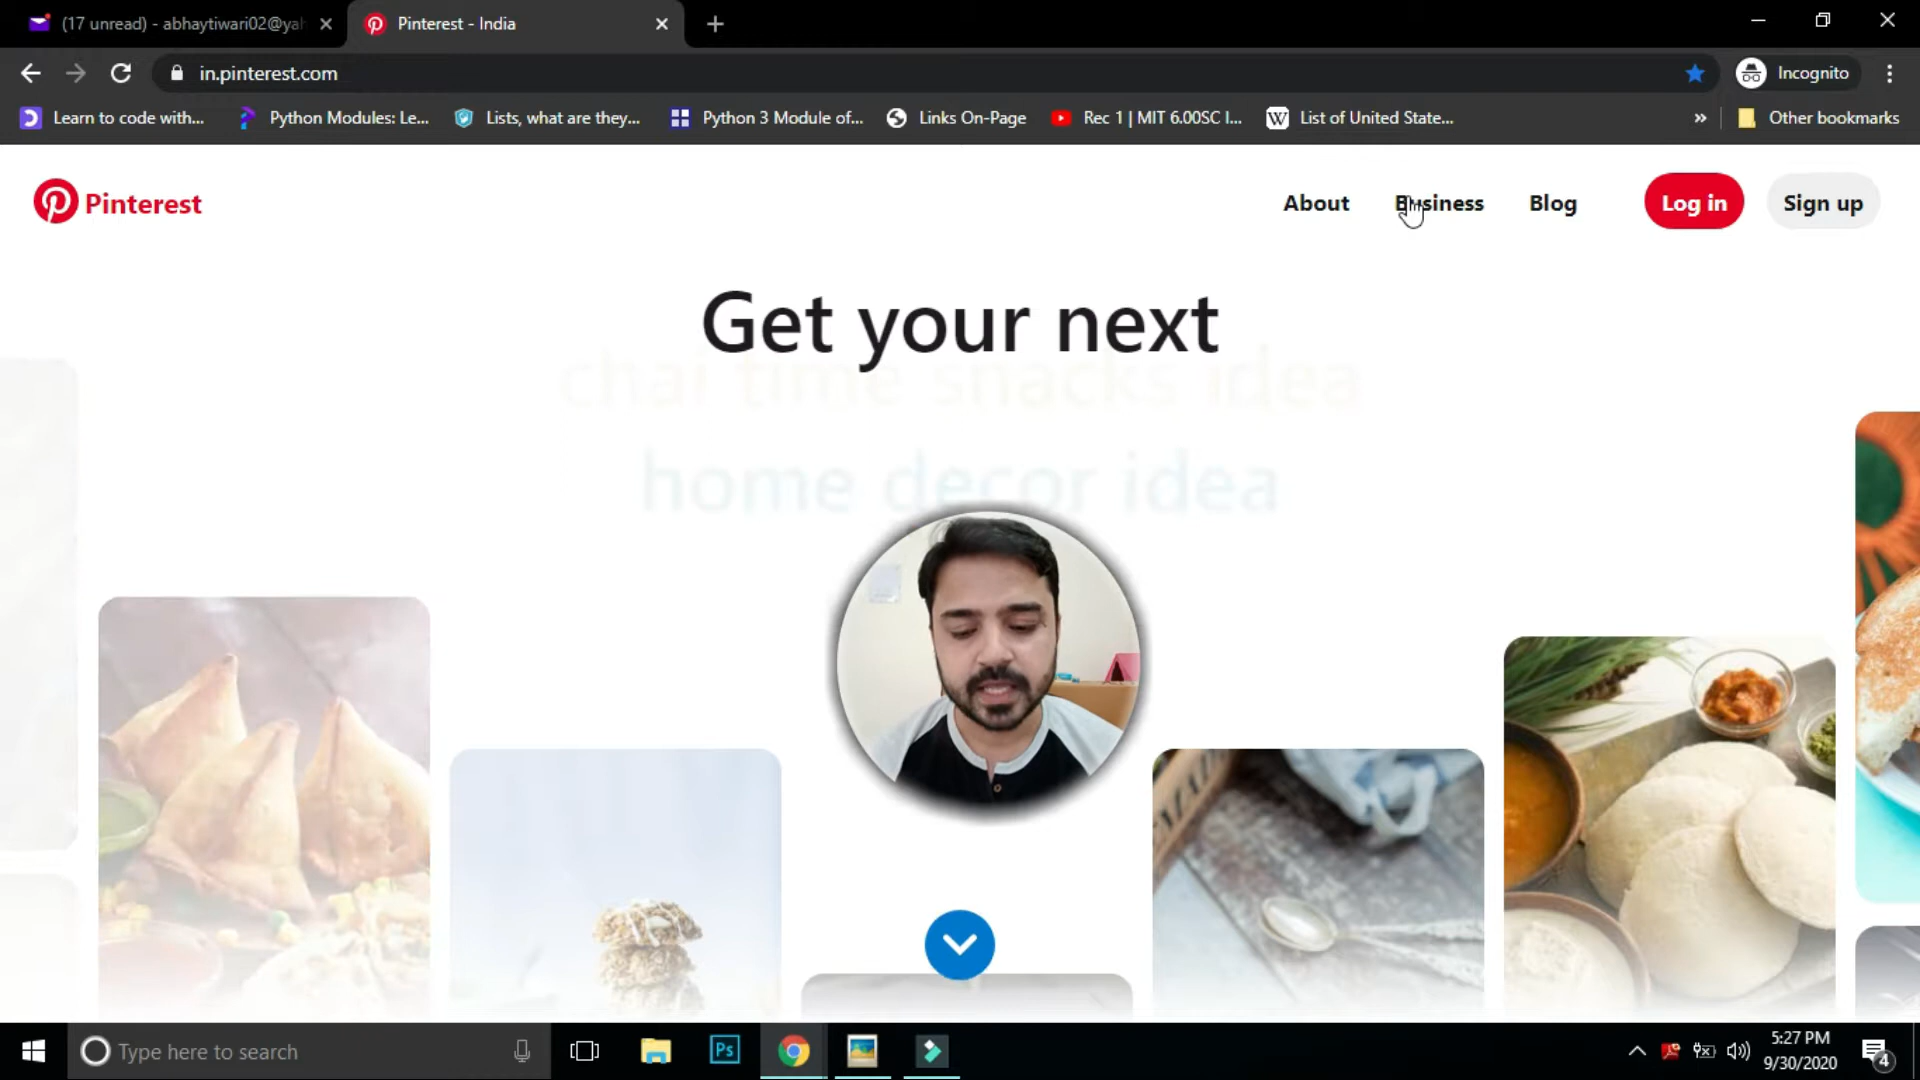 (17 unread) - abhaytiwari02@yah
Pinterest - India
in.pinterest.com
Incognito
Learn to code with...
Python Modules: Le...
Lists, what are they,...
Python 3 Module of...
Links On-Page
Rec 1 | MIT 6.00SC I...
List of United State...
»
Other bookmarks
Pinterest
About
Business
Blog
Log in
Sign up
Get your next
chai time snacks idea
home decor idea
Type here to search
Ps
5:27 PM
9/30/2020
4